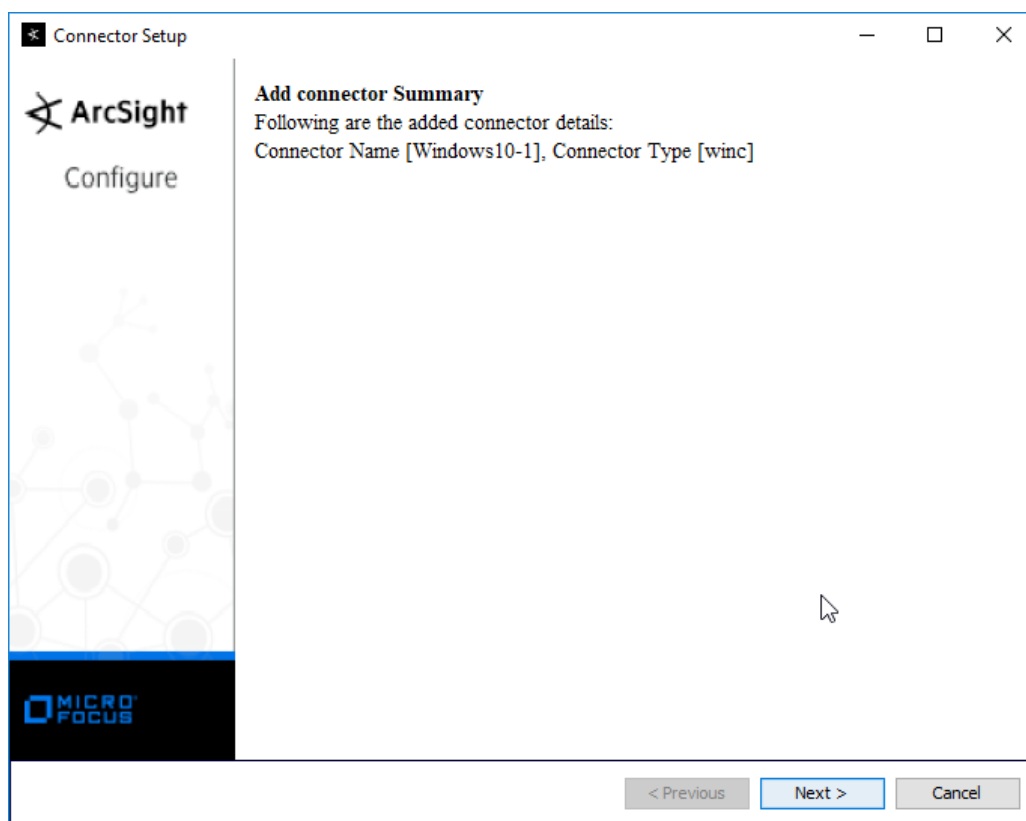 Connector Setup
ArcSight
Configure
Add connector Summary
Following are the added connector details:
Connector Name [Windows10-1], Connector Type [winc]
MICRO
FOCUS
< Previous
Next >
Cancel